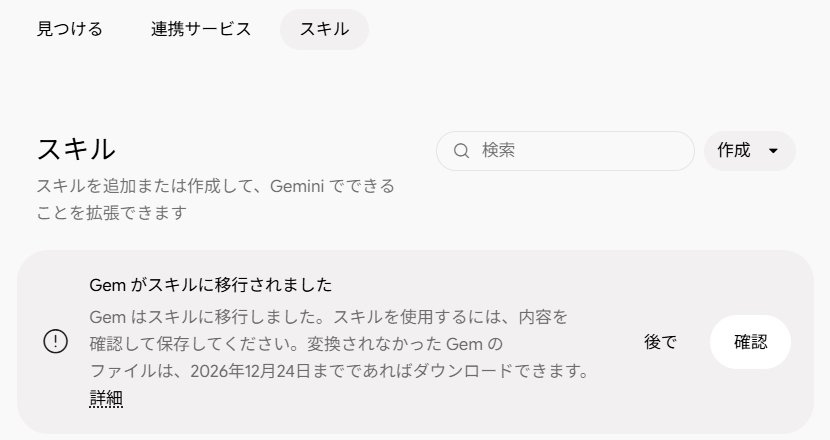 見つける 連携サービス スキル
スキル
検索
作成
スキルを追加または作成して、Gemini でできる
ことを拡張できます
Gem がスキルに移行されました
Gem はスキルに移行しました。スキルを使用するには、内容を
確認して保存してください。変換されなかった Gem の
ファイルは、2026年12月24日までであればダウンロードできます。
詳細
後で
確認